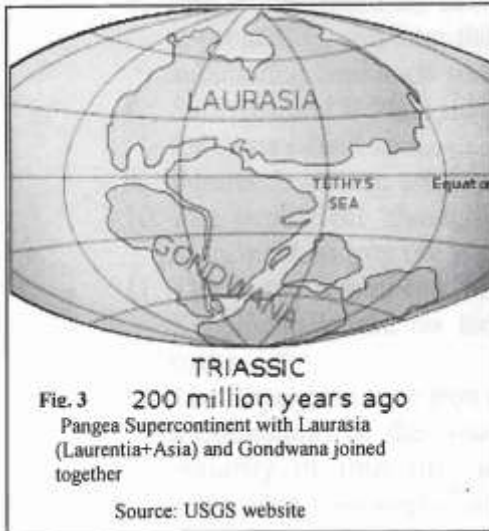 LAURASIA
TETHYS
SEA
Equato
GONDWANA
TRIASSIC
Fig. 3 200 million years ago
Pangea Supercontinent with Laurasia
(Laurentia+Asia) and Gondwana joined
together
Source: USGS website